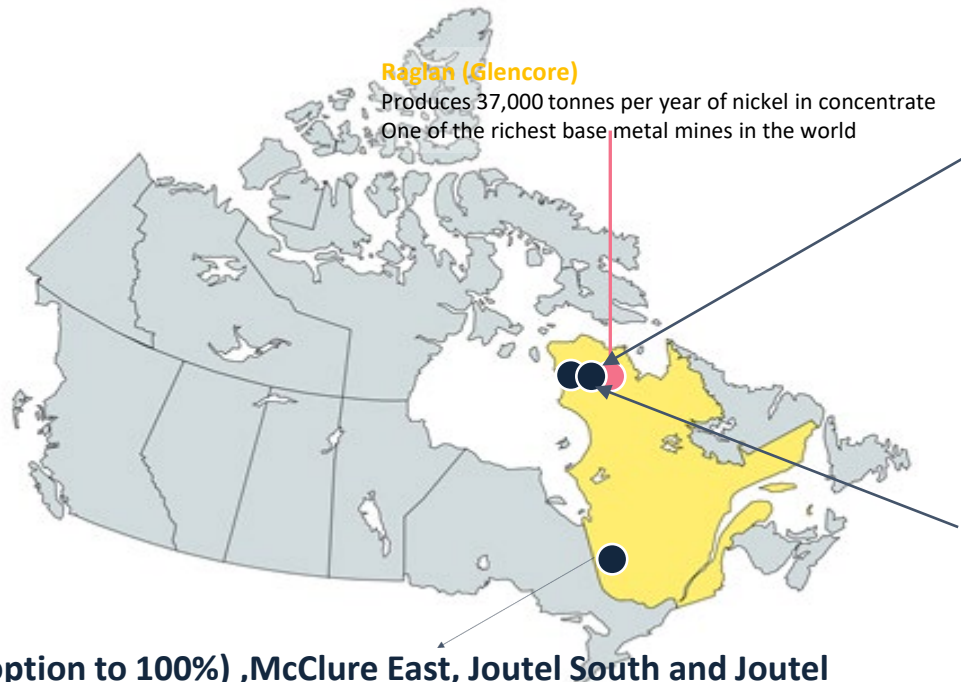 Raglan (Glencore)
Produces 37,000 tonnes per year of nickel in concentrate
One of the richest base metal mines in the world
option to 100%) ,McClure East, Joutel South and Joutel